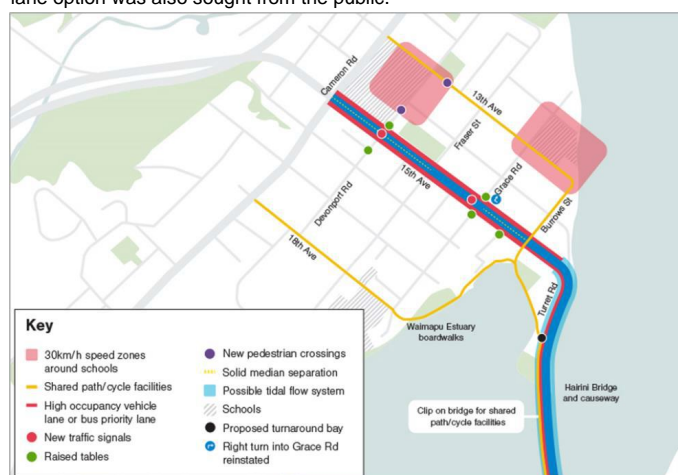 lane option was also sought from the public.
Cameron Rd
13th Ave
Fraser St
15th Ave
Grace Rd
Devonport Rd
Burrows St
18th Ave
Turret Rd
Waimapu Estuary
boardwalks
Hairini Bridge
and causeway
Clip on bridge for shared
path/cycle facilities
Key
30km/h speed zones
around schools
Shared path/cycle facilities
High occupancy vehicle
lane or bus priority lane
New traffic signals
Raised tables
New pedestrian crossings
Solid median separation
Possible tidal flow system
Schools
Proposed turnaround bay
Right turn into Grace Rd
reinstated